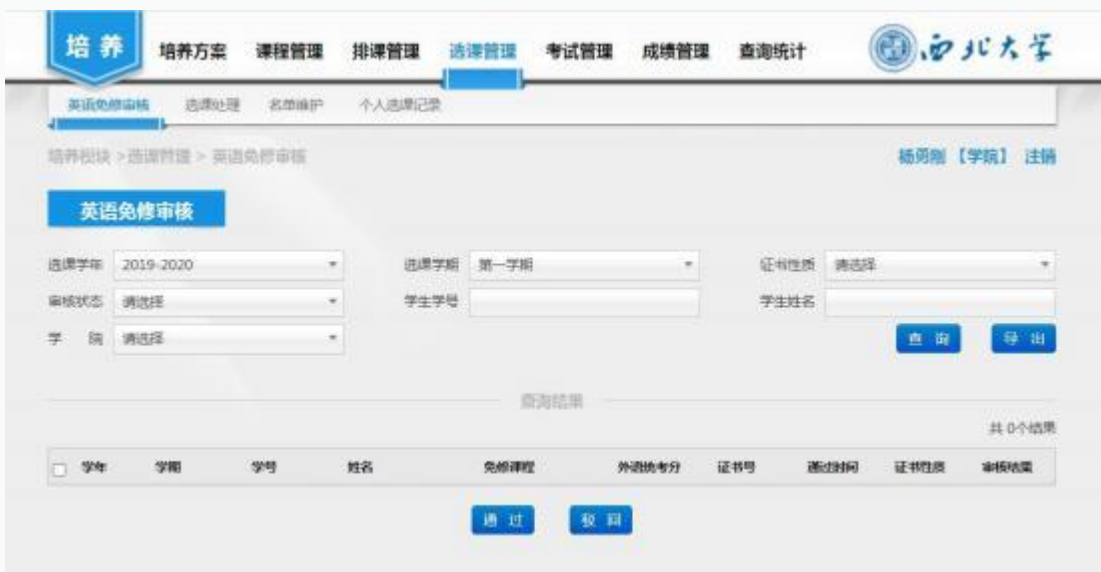 培养 培养方案 课程管理 排课管理 选课管理 考试管理 成绩管理 查询统计 西北大学
英语免修审核 选课处理 名单维护 个人选课记录
培养模块 >选课管理 > 英语免修审核 杨勇刚 【学院】 注销
英语免修审核
选课学年 2019-2020 选课学期 第一学期 证书性质 请选择
审核状态 请选择 学生学号 学生姓名
学 院 请选择 查 询 导 出
查询结果
共 0个结果
学年 学期 学号 姓名 免修课程 外语统考分 证书号 通过时间 证书性质 审核结果
通 过 驳 回